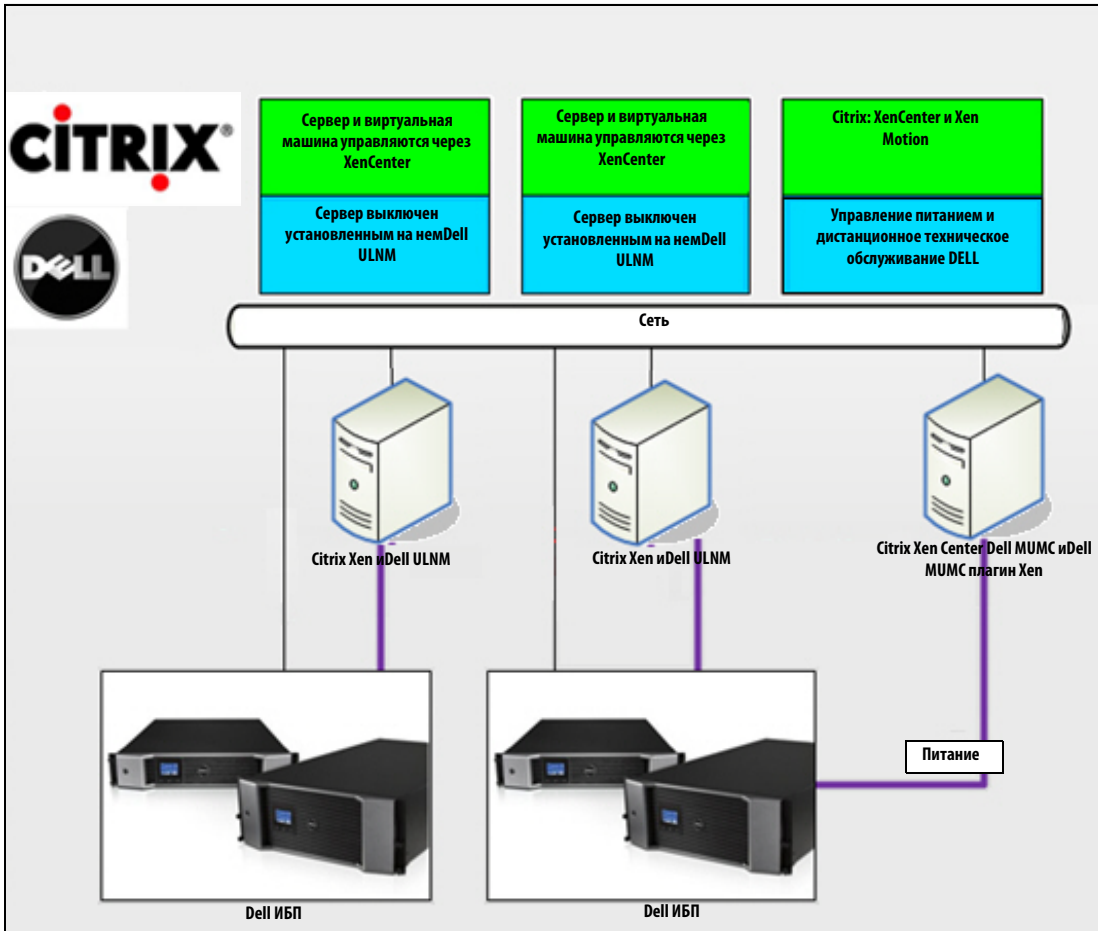 CITRIX®
DELL
Сервер и виртуальная
машина управляются через
XenCenter
Сервер выключен
установленным на немDell
ULNM
Сервер и виртуальная
машина управляются через
XenCenter
Сервер выключен
установленным на немDell
ULNM
Citrix: XenCenter и Xen
Motion
Управление питанием и
дистанционное техническое
обслуживание DELL
Сеть
Citrix Xen иDell ULNM
Citrix Xen иDell ULNM
Citrix Xen Center Dell MUMC иDell
MUMC плагин Xen
Питание
Dell ИБП
Dell ИБП